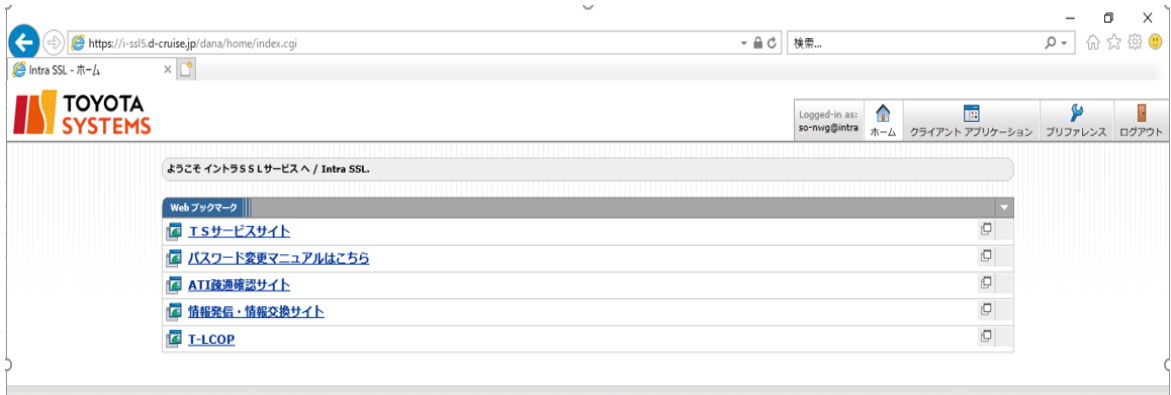 https://i-ssl5.d-cruise.jp/dana/home/index.cgi
検索...
Intra SSL - ホーム
TOYOTA
SYSTEMS
Logged-in as:
so-nwg@intra
ホーム
クライアント アプリケーション
プリファレンス
ログアウト
ようこそ イントラＳＳＬサービス へ / Intra SSL.
Web ブックマーク
ＴＳサービスサイト
パスワード変更マニュアルはこちら
ATI疎通確認サイト
情報発信・情報交換サイト
T-LCOP